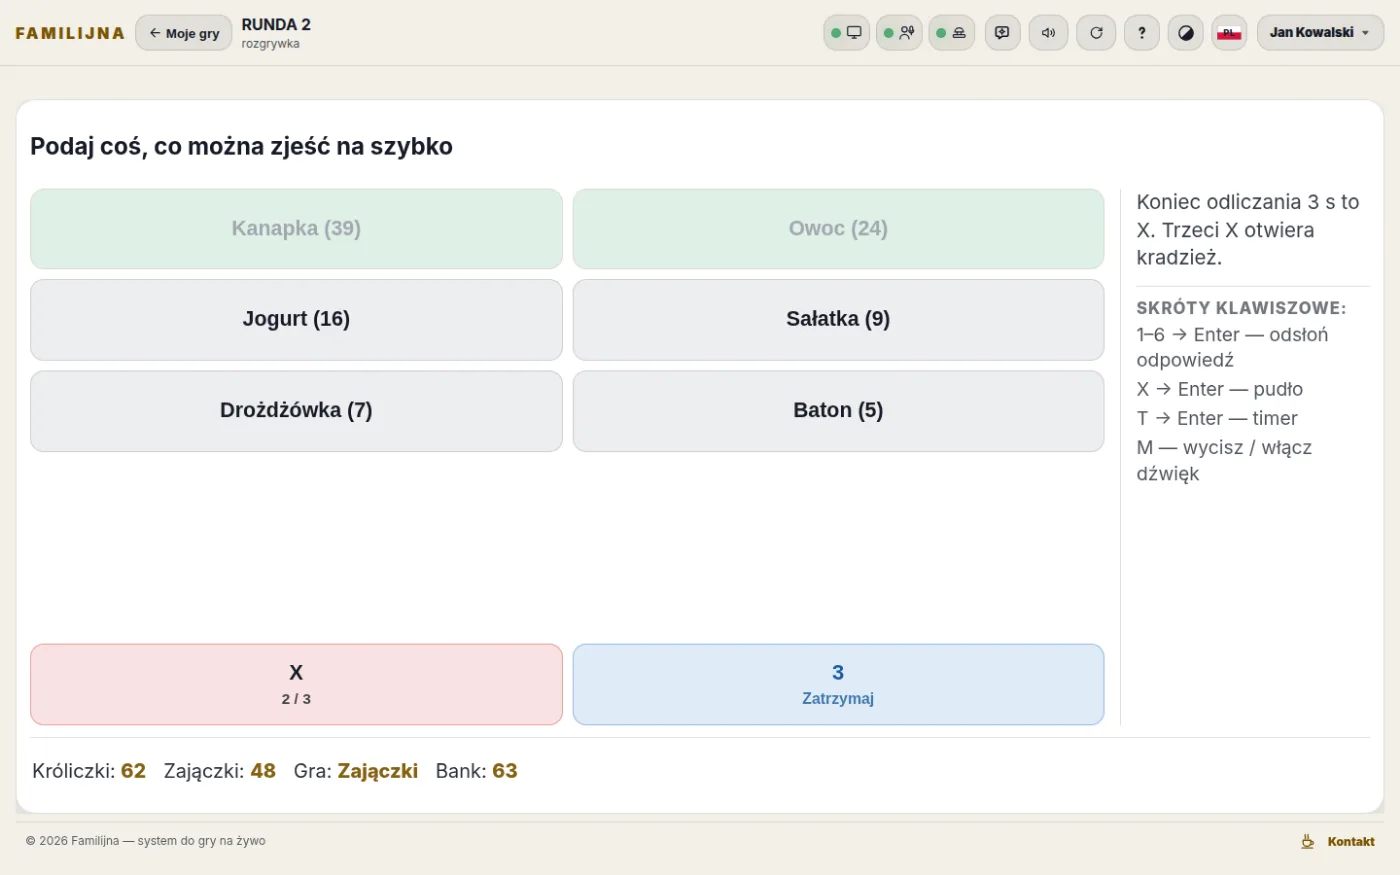 FAMILIJNA
← Moje gry
RUNDA 2
rozgrywka
?
PL
Jan Kowalski
Podaj coś, co można zjeść na szybko
Kanapka (39)
Owoc (24)
Jogurt (16)
Sałatka (9)
Drożdżówka (7)
Baton (5)
X
2 / 3
3
Zatrzymaj
Koniec odliczania 3 s to
X. Trzeci X otwiera
kradzież.
SKRÓTY KLAWISZOWE:
1–6 → Enter — odsłoń
odpowiedź
X → Enter — pudło
T → Enter — timer
M — wycisz / włącz
dźwięk
Króliczki: 62 Zajączki: 48 Gra: Zajączki Bank: 63
© 2026 Familijna — system do gry na żywo
Kontakt